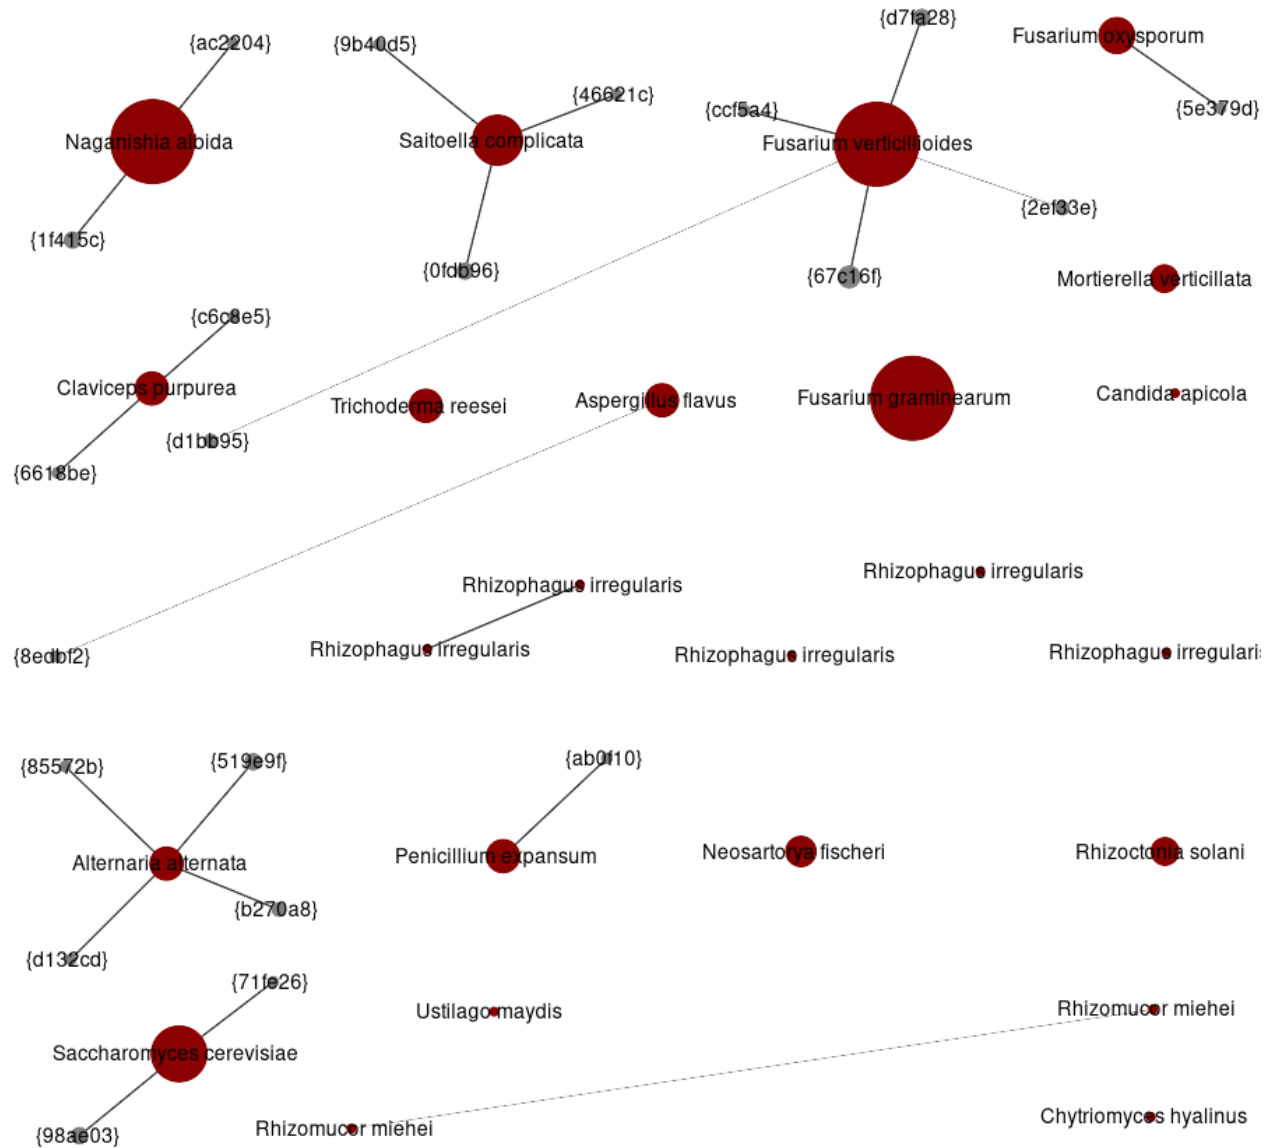 {ac2204}
{9b40d5}
{d7fa28}
Fusarium oxysporum
{46621c}
{ccf5a4}
{5e379d}
Naganishia albida
Saitoella complicata
Fusarium verticillioides
{2ef33e}
{1f415c}
{0fdb96}
{67c16f}
Mortierella verticillata
{c6c8e5}
Claviceps purpurea
Trichoderma reesei
Aspergillus flavus
Fusarium graminearum
Candida apicola
{d1bb95}
{6618be}
Rhizophagus irregularis
Rhizophagus irregularis
{8edbf2}
Rhizophagus irregularis
Rhizophagus irregularis
Rhizophagus irregularis
{85572b}
{519e9f}
{ab0f10}
Alternaria alternata
Penicillium expansum
Neosartorya fischeri
Rhizoctonia solani
{b270a8}
{d132cd}
{71fe26}
Ustilago maydis
Rhizomucor miehei
Saccharomyces cerevisiae
{98ae03}
Rhizomucor miehei
Chytriomyces hyalinus